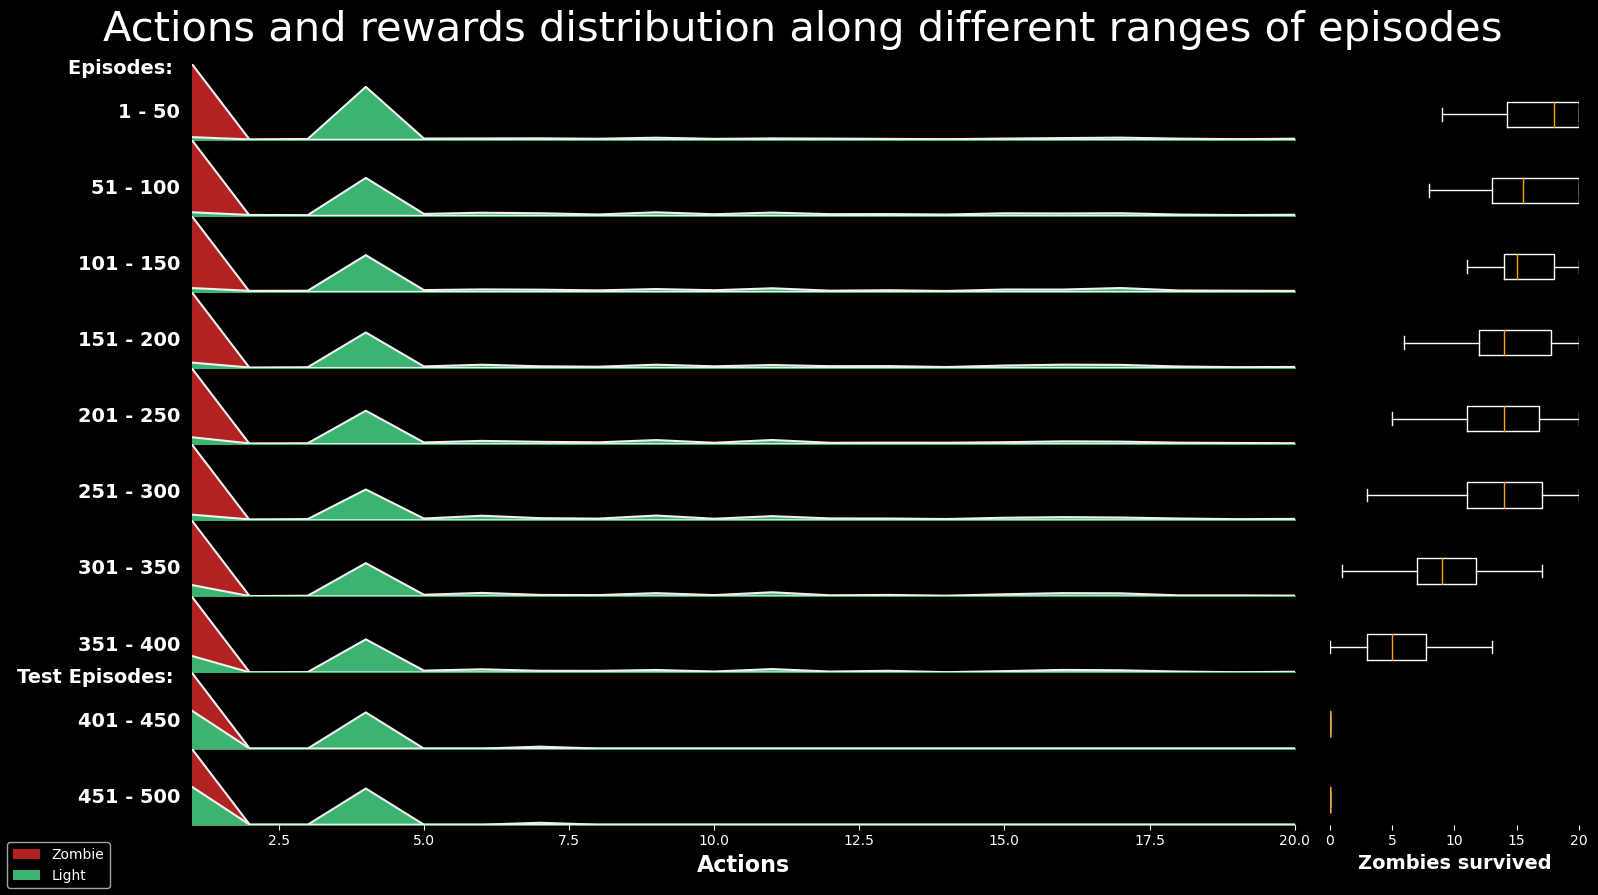 Actions and rewards distribution along different ranges of episodes
Episodes:
1 - 50
51 - 100
101 - 150
151 - 200
201 - 250
251 - 300
301 - 350
351 - 400
Test Episodes:
401 - 450
451 - 500
2.5 5.0 7.5 10.0 12.5 15.0 17.5 20.0
0 5 10 15 20
Actions
Zombies survived
Zombie
Light